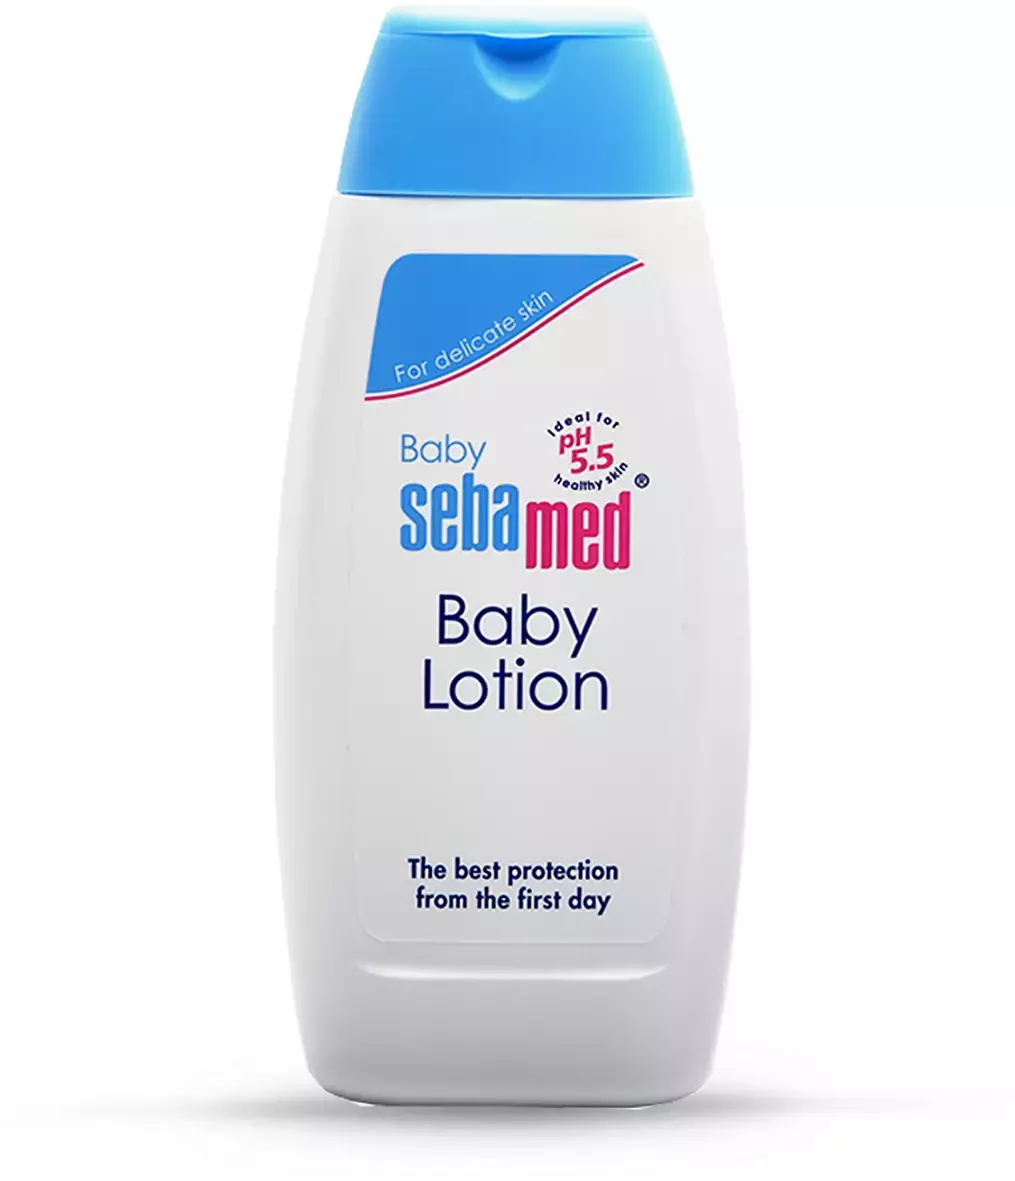 For delicate skin
Ideal for
pH
5.5
healthy skin
Baby
sebamed®
Baby
Lotion
The best protection
from the first day